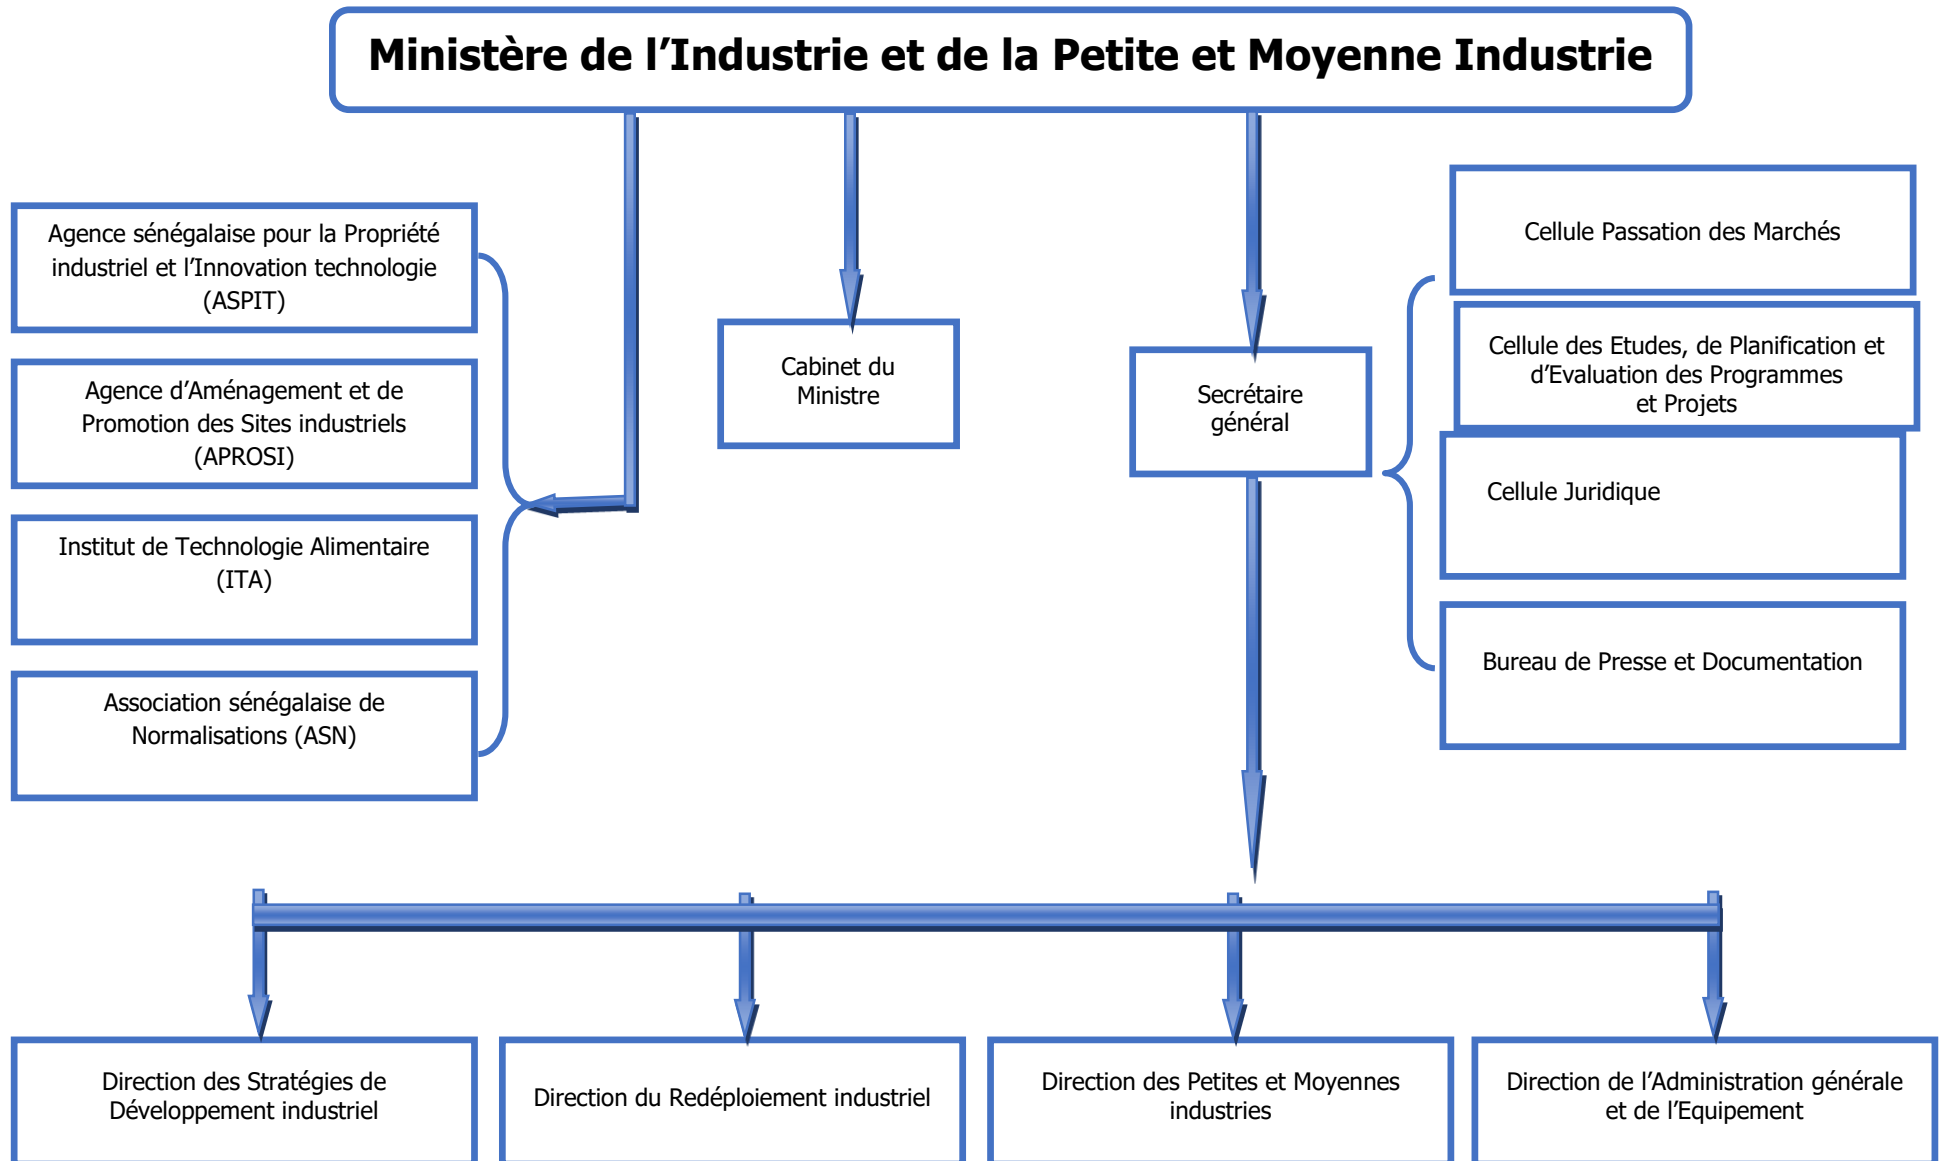 Ministère de l’Industrie et de la Petite et Moyenne Industrie
Agence sénégalaise pour la Propriété
industriel et l’Innovation technologie
(ASPIT)
Agence d’Aménagement et de
Promotion des Sites industriels
(APROSI)
Institut de Technologie Alimentaire
(ITA)
Association sénégalaise de
Normalisations (ASN)
Cabinet du
Ministre
Secrétaire
général
Cellule Passation des Marchés
Cellule des Etudes, de Planification et
d’Evaluation des Programmes
et Projets
Cellule Juridique
Bureau de Presse et Documentation
Direction des Stratégies de
Développement industriel
Direction du Redéploiement industriel
Direction des Petites et Moyennes
industries
Direction de l’Administration générale
et de l’Equipement